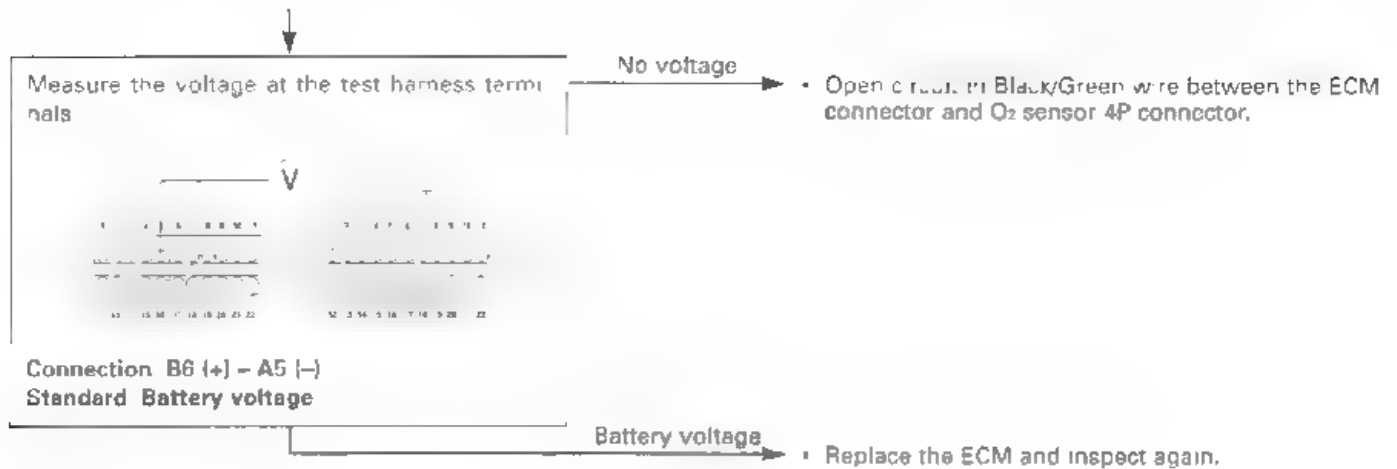 Measure the voltage at the test harness termi
nals
No voltage
• Open circuit in Black/Green wire between the ECM
connector and O₂ sensor 4P connector.
V
Connection B6 (+) – A5 (–)
Standard Battery voltage
Battery voltage
• Replace the ECM and inspect again.